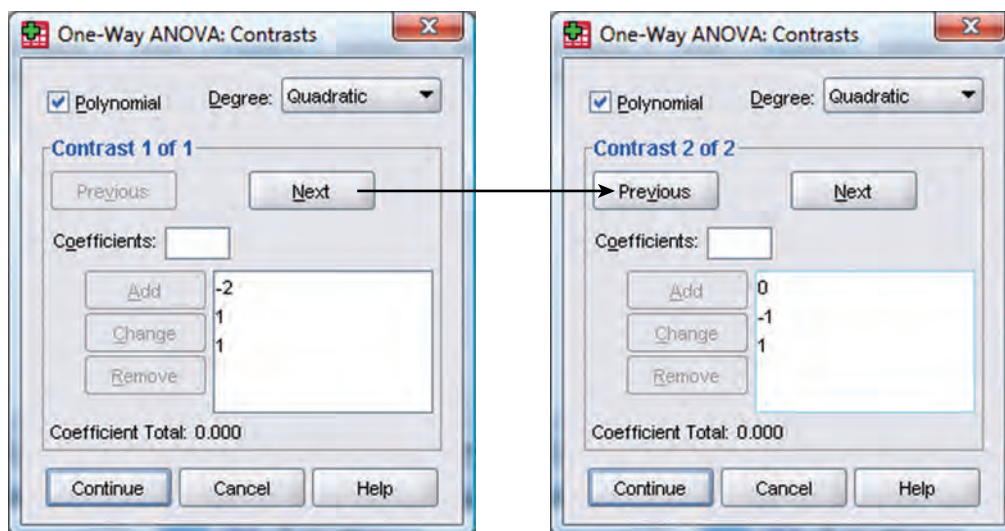 One-Way ANOVA: Contrasts
Polynomial Degree: Quadratic
Contrast 1 of 1
Previous Next
Coefficients:
Add
Change
Remove
-2
1
1
Coefficient Total: 0.000
Continue Cancel Help
One-Way ANOVA: Contrasts
Polynomial Degree: Quadratic
Contrast 2 of 2
Previous Next
Coefficients:
Add
Change
Remove
0
-1
1
Coefficient Total: 0.000
Continue Cancel Help